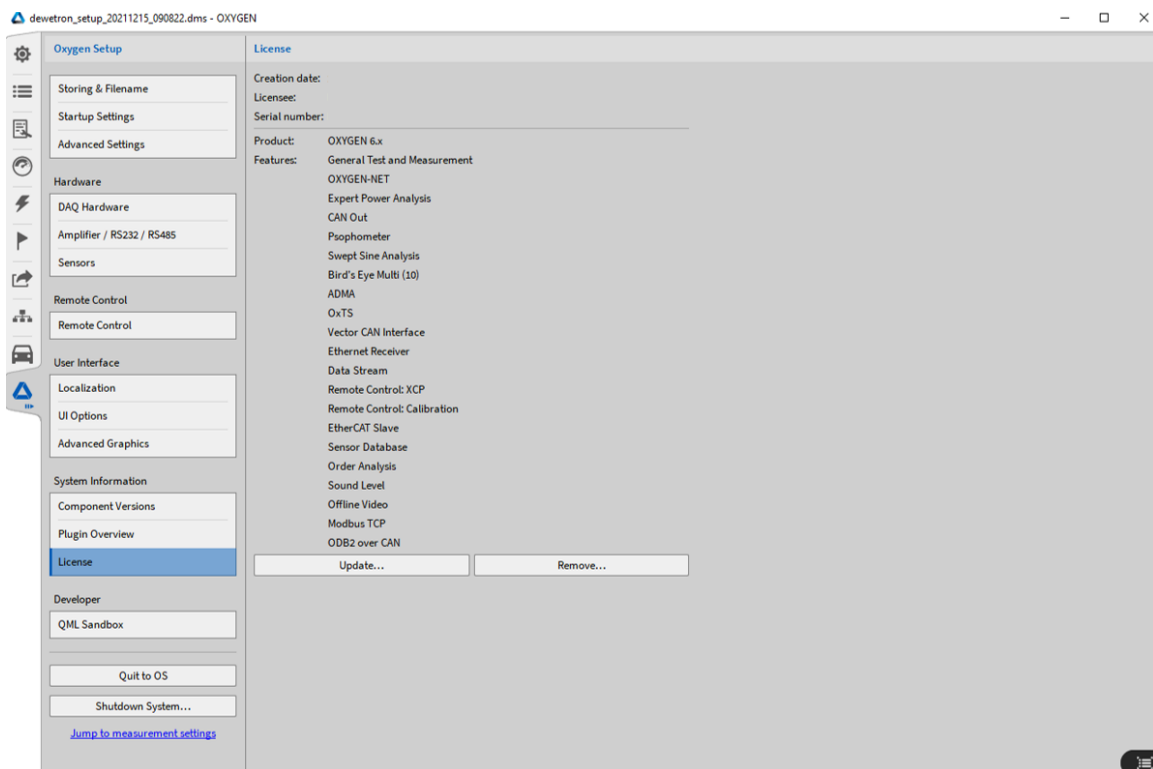 dewetron_setup_20211215_090822.dms - OXYGEN
Oxygen Setup
Storing & Filename
Startup Settings
Advanced Settings
Hardware
DAQ Hardware
Amplifier / RS232 / RS485
Sensors
Remote Control
Remote Control
User Interface
Localization
UI Options
Advanced Graphics
System Information
Component Versions
Plugin Overview
License
Developer
QML Sandbox
Quit to OS
Shutdown System...
Jump to measurement settings
License
Creation date:
Licensee:
Serial number:
Product: OXYGEN 6.x
Features: General Test and Measurement
OXYGEN-NET
Expert Power Analysis
CAN Out
Psophometer
Swept Sine Analysis
Bird's Eye Multi (10)
ADMA
OxTS
Vector CAN Interface
Ethernet Receiver
Data Stream
Remote Control: XCP
Remote Control: Calibration
EtherCAT Slave
Sensor Database
Order Analysis
Sound Level
Offline Video
Modbus TCP
ODB2 over CAN
Update... Remove...